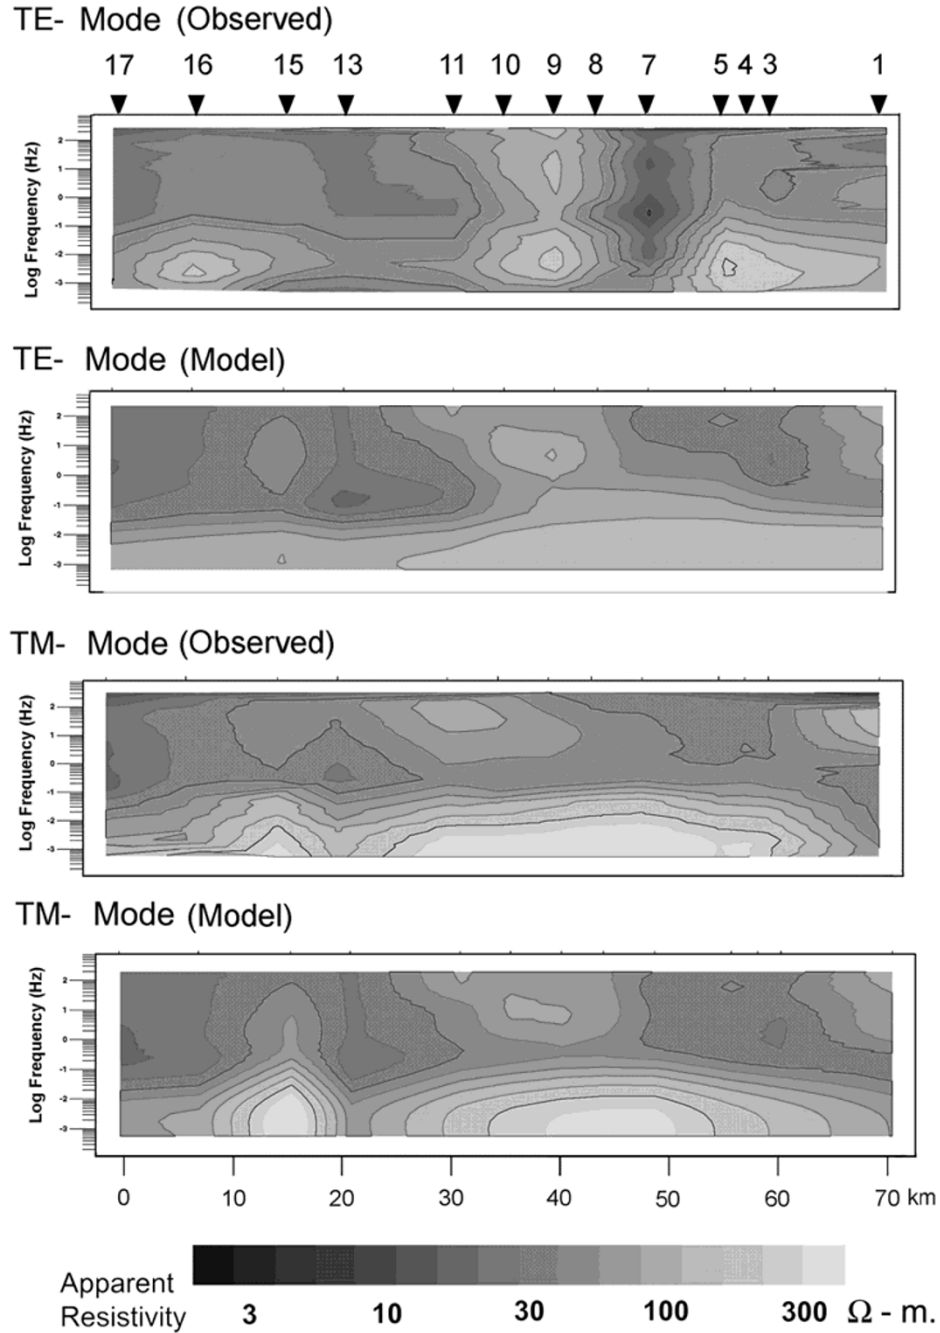 TE- Mode (Observed)
17 16 15 13 11 10 9 8 7 5 4 3 1
Log Frequency (Hz)
2
1
0
-1
-2
-3
TE- Mode (Model)
Log Frequency (Hz)
2
1
0
-1
-2
-3
TM- Mode (Observed)
Log Frequency (Hz)
2
1
0
-1
-2
-3
TM- Mode (Model)
Log Frequency (Hz)
2
1
0
-1
-2
-3
0 10 20 30 40 50 60 70 km
Apparent
Resistivity 3 10 30 100 300 Ω - m.